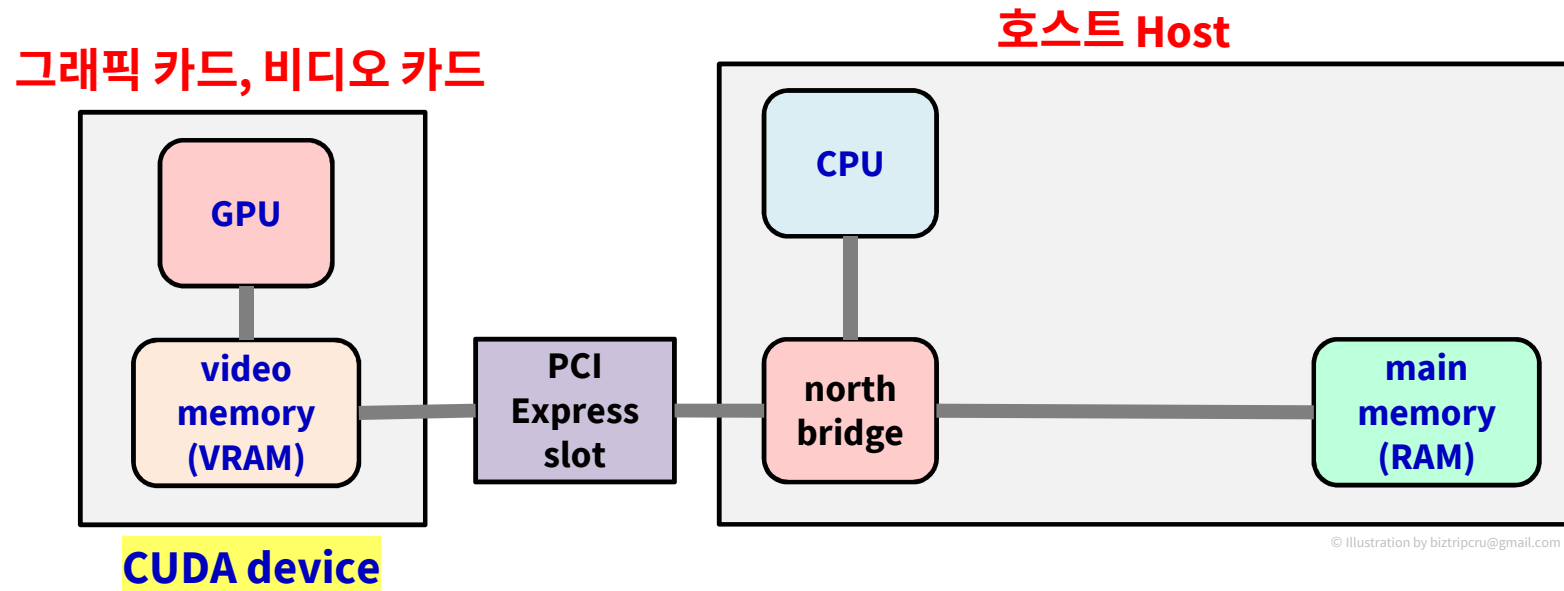 호스트 Host
그래픽 카드, 비디오 카드
CPU
GPU
video
memory
(VRAM)
PCI
Express
slot
north
bridge
main
memory
(RAM)
© Illustration by biztripcru@gmail.com
CUDA device